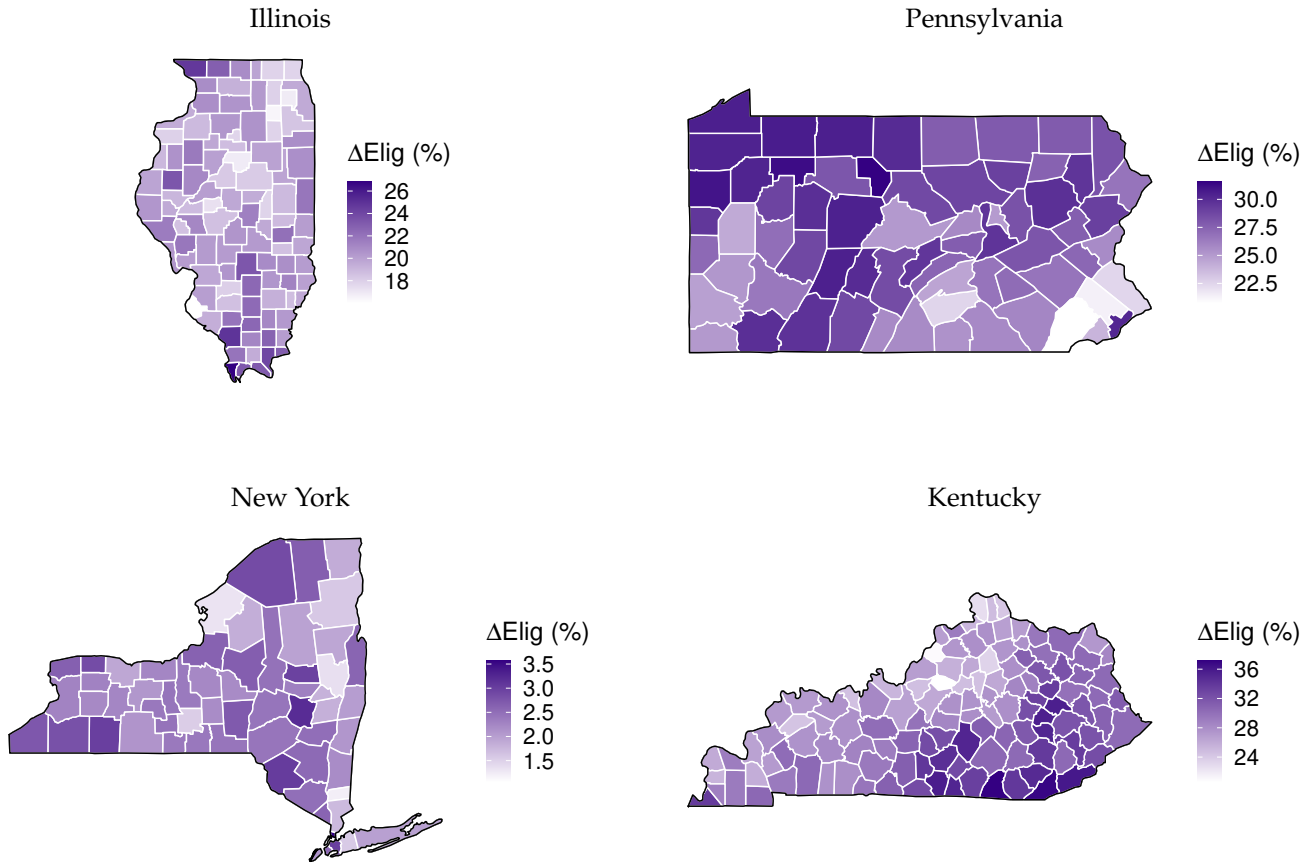 Illinois
ΔElig (%)
26
24
22
20
18
Pennsylvania
ΔElig (%)
30.0
27.5
25.0
22.5
New York
ΔElig (%)
3.5
3.0
2.5
2.0
1.5
Kentucky
ΔElig (%)
36
32
28
24